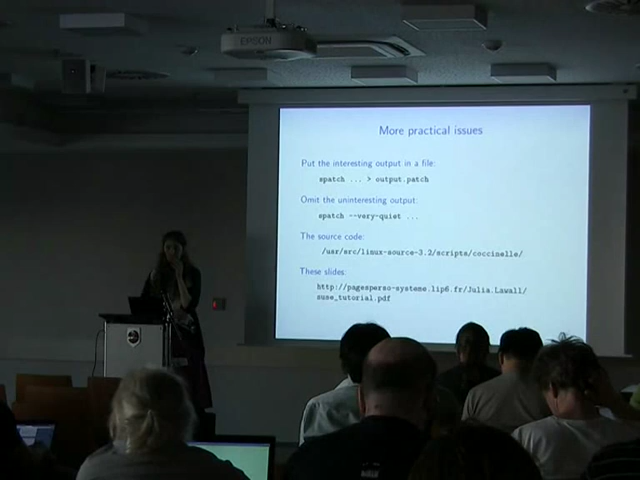 EPSON
More practical issues
Put the interesting output in a file:
spatch ... > output.patch
Omit the uninteresting output:
spatch --very-quiet ...
The source code:
/usr/src/linux-source-3.2/scripts/coccinelle/
These slides:
http://pagesperso-systeme.lip6.fr/Julia.Lawall/
suse_tutorial.pdf